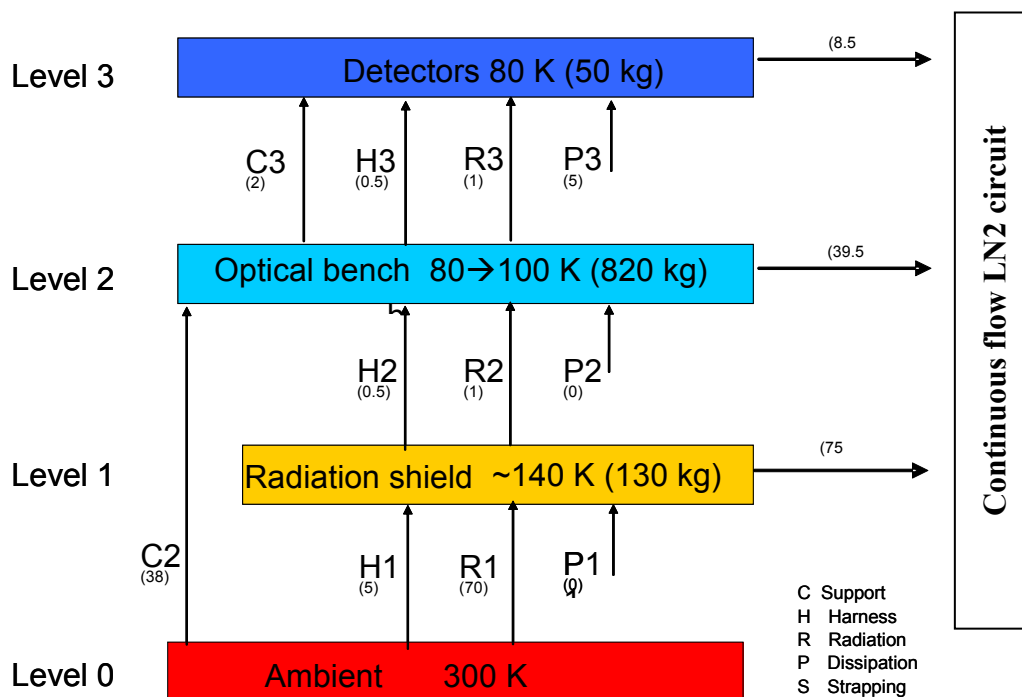 Level 3
Detectors 80 K (50 kg)
(8.5
C3
(2)
H3
(0.5)
R3
(1)
P3
(5)
Level 2
Optical bench 80→100 K (820 kg)
(39.5
H2
(0.5)
R2
(1)
P2
(0)
Level 1
Radiation shield ~140 K (130 kg)
(75
C2
(38)
H1
(5)
R1
(70)
P1
(0)
Level 0
Ambient 300 K
Continuous flow LN2 circuit
C Support
H Harness
R Radiation
P Dissipation
S Strapping